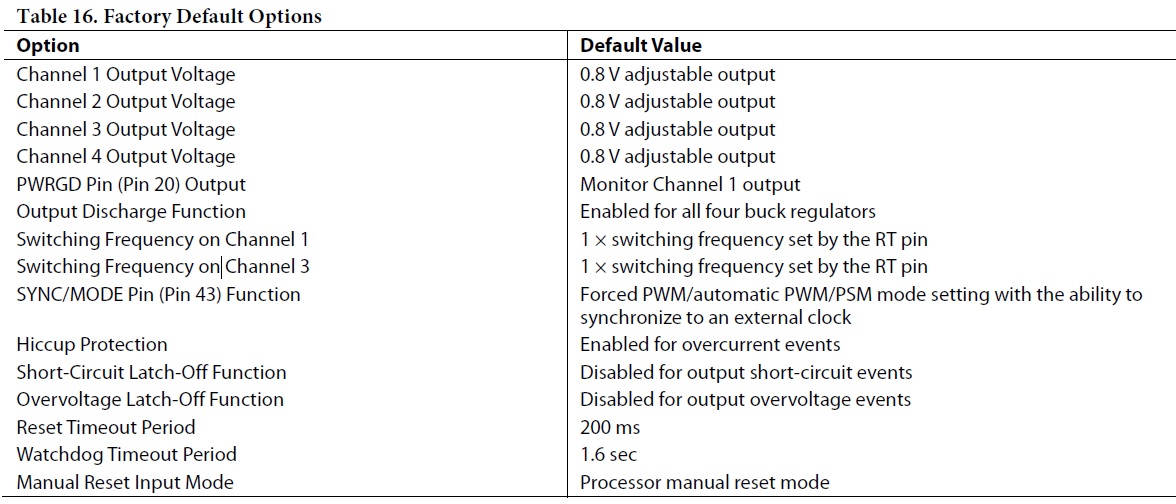 Table 16. Factory Default Options
Option Default Value
Channel 1 Output Voltage 0.8 V adjustable output
Channel 2 Output Voltage 0.8 V adjustable output
Channel 3 Output Voltage 0.8 V adjustable output
Channel 4 Output Voltage 0.8 V adjustable output
PWRGD Pin (Pin 20) Output Monitor Channel 1 output
Output Discharge Function Enabled for all four buck regulators
Switching Frequency on Channel 1 1 × switching frequency set by the RT pin
Switching Frequency on Channel 3 1 × switching frequency set by the RT pin
SYNC/MODE Pin (Pin 43) Function Forced PWM/automatic PWM/PSM mode setting with the ability to
synchronize to an external clock
Hiccup Protection Enabled for overcurrent events
Short-Circuit Latch-Off Function Disabled for output short-circuit events
Overvoltage Latch-Off Function Disabled for output overvoltage events
Reset Timeout Period 200 ms
Watchdog Timeout Period 1.6 sec
Manual Reset Input Mode Processor manual reset mode